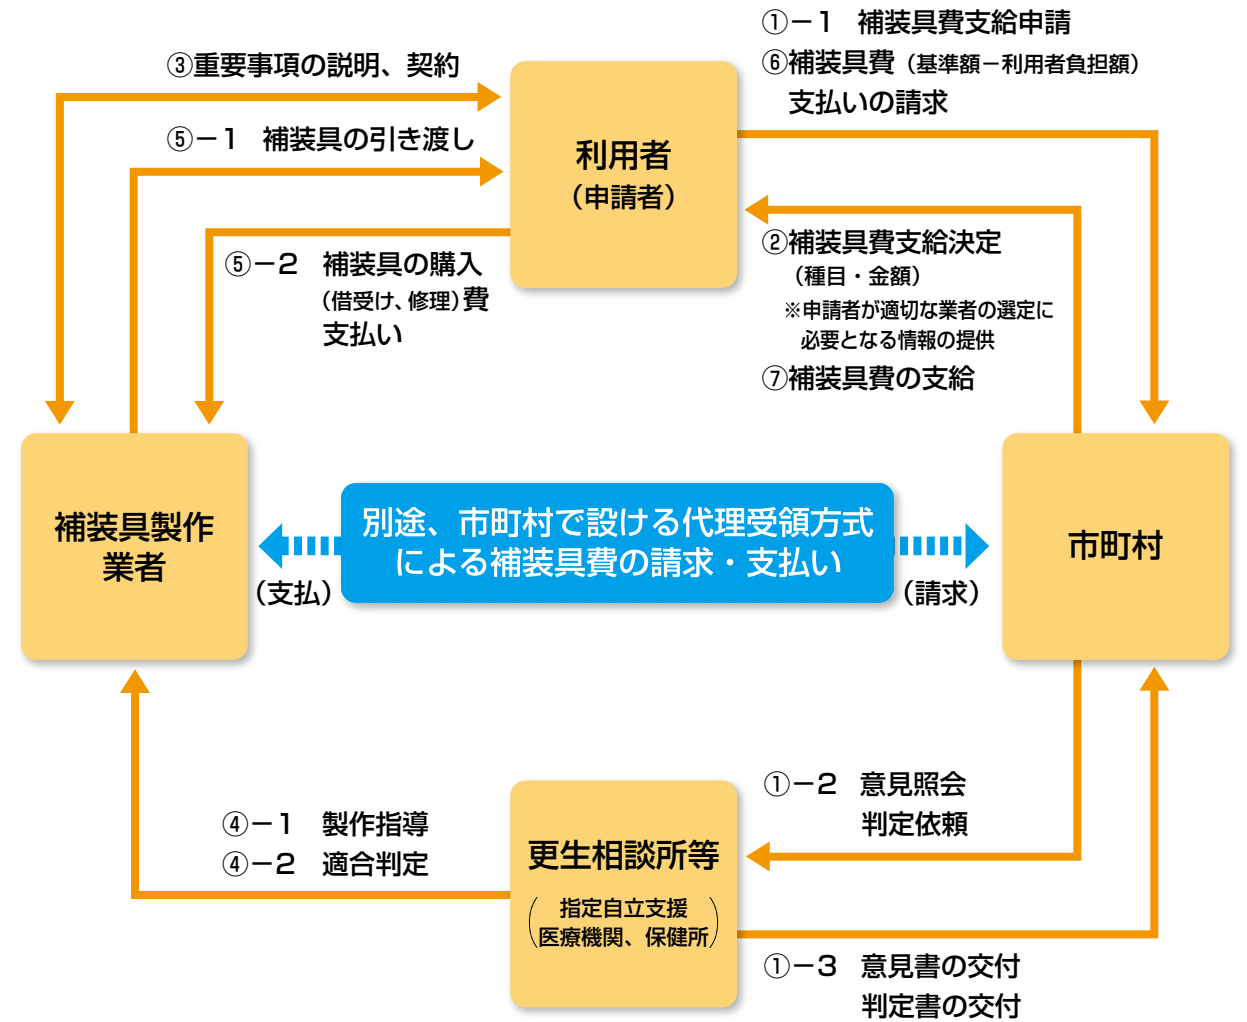 ①−1　補装具費支給申請
⑥補装具費（基準額−利用者負担額）
支払いの請求
③重要事項の説明、契約
⑤−1　補装具の引き渡し
利用者
（申請者）
⑤−2　補装具の購入
（借受け、修理）費
支払い
②補装具費支給決定
（種目・金額）
※申請者が適切な業者の選定に
必要となる情報の提供
⑦補装具費の支給
補装具製作
業者
別途、市町村で設ける代理受領方式
による補装具費の請求・支払い
（支払）
（請求）
市町村
④−1　製作指導
④−2　適合判定
更生相談所等
（指定自立支援
医療機関、保健所）
①−2　意見照会
判定依頼
①−3　意見書の交付
判定書の交付